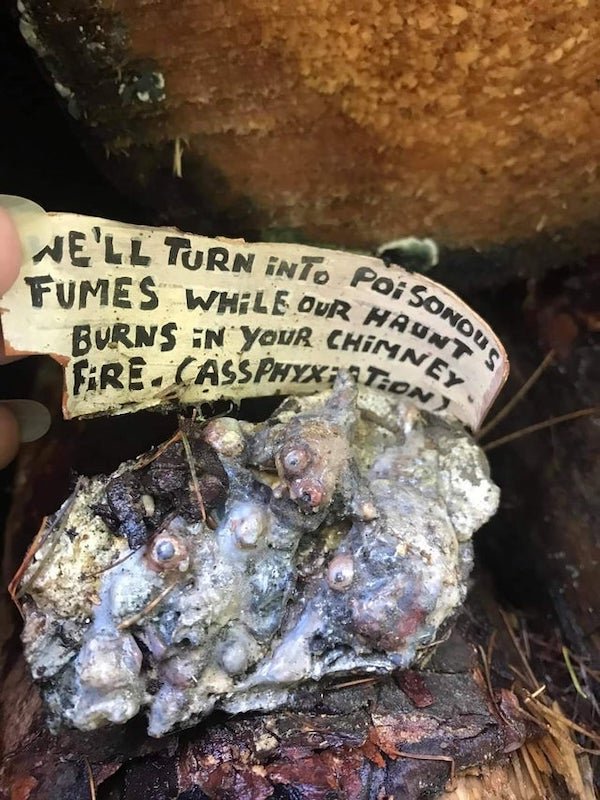 WE'LL TURN iNTo POiSONOUS
FUMES WHiLE OUR HAUNT
BURNS iN YOUR CHiMNEY
FiRE. (ASSPHYXiATiON)